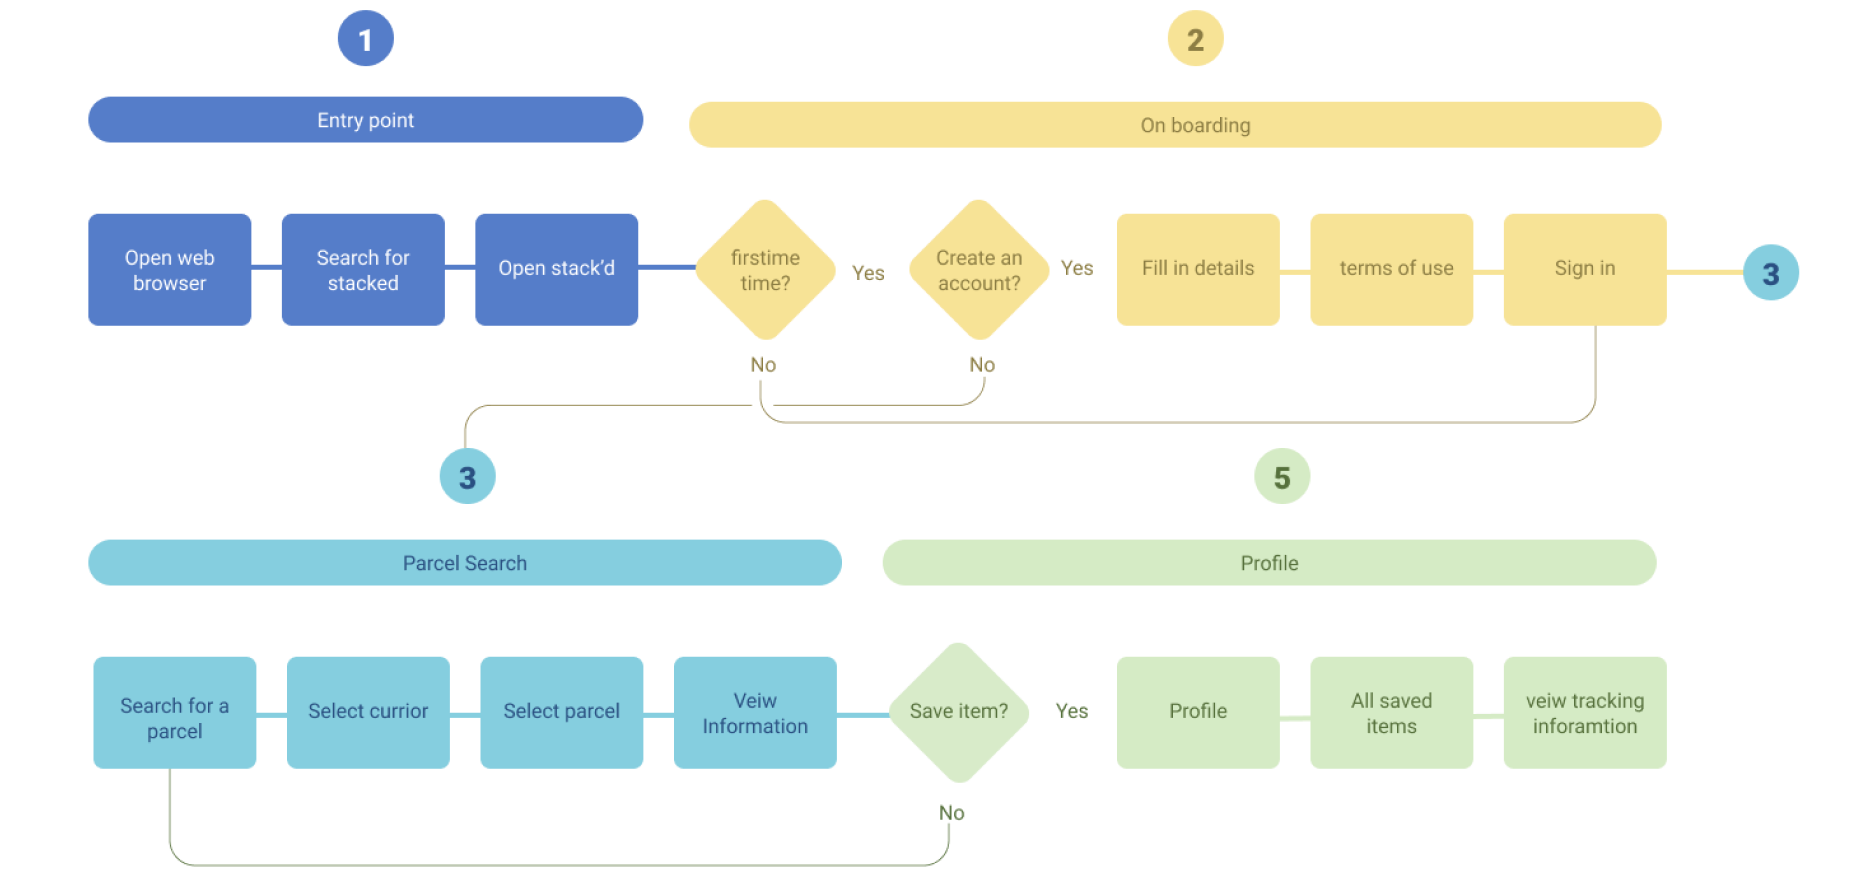 1
2
Entry point
On boarding
Open web
browser
Search for
stacked
Open stack’d
firstime
time?
Yes
Create an
account?
Yes
Fill in details
terms of use
Sign in
3
No
No
3
5
Parcel Search
Profile
Search for a
parcel
Select currior
Select parcel
Veiw
Information
Save item?
Yes
Profile
All saved
items
veiw tracking
inforamtion
No